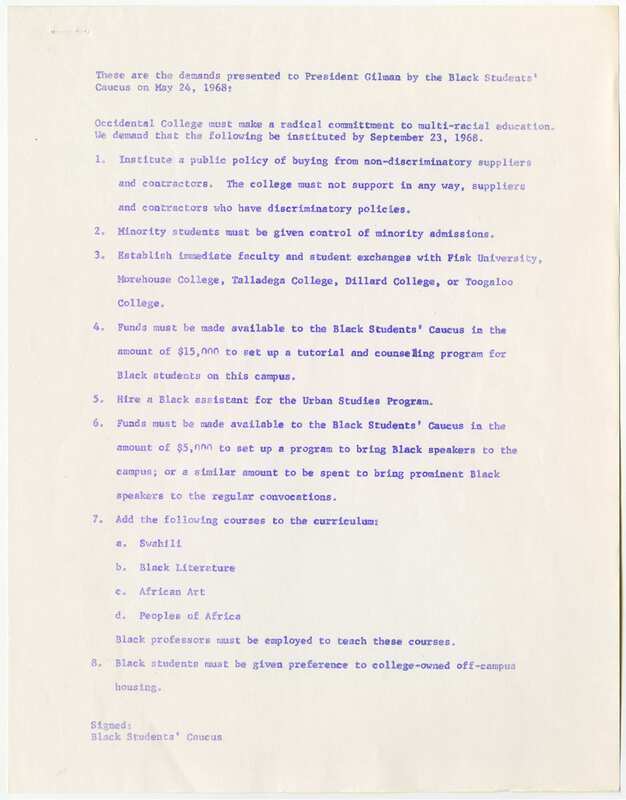 These are the demands presented to President Gilman by the Black Students'
Caucus on May 24, 1968:
Occidental College must make a radical committment to multi-racial education.
We demand that the following be instituted by September 23, 1968.
1. Institute a public policy of buying from non-discriminatory suppliers
and contractors. The college must not support in any way, suppliers
and contractors who have discriminatory policies.
2. Minority students must be given control of minority admissions.
3. Establish immediate faculty and student exchanges with Fisk University,
Morehouse College, Talladega College, Dillard College, or Toogaloo
College.
4. Funds must be made available to the Black Students' Caucus in the
amount of $15,000 to set up a tutorial and counselling program for
Black students on this campus.
5. Hire a Black assistant for the Urban Studies Program.
6. Funds must be made available to the Black Students' Caucus in the
amount of $5,000 to set up a program to bring Black speakers to the
campus; or a similar amount to be spent to bring prominent Black
speakers to the regular convocations.
7. Add the following courses to the curriculum:
a. Swahili
b. Black Literature
c. African Art
d. Peoples of Africa
Black professors must be employed to teach these courses.
8. Black students must be given preference to college-owned off-campus
housing.
Signed:
Black Students' Caucus